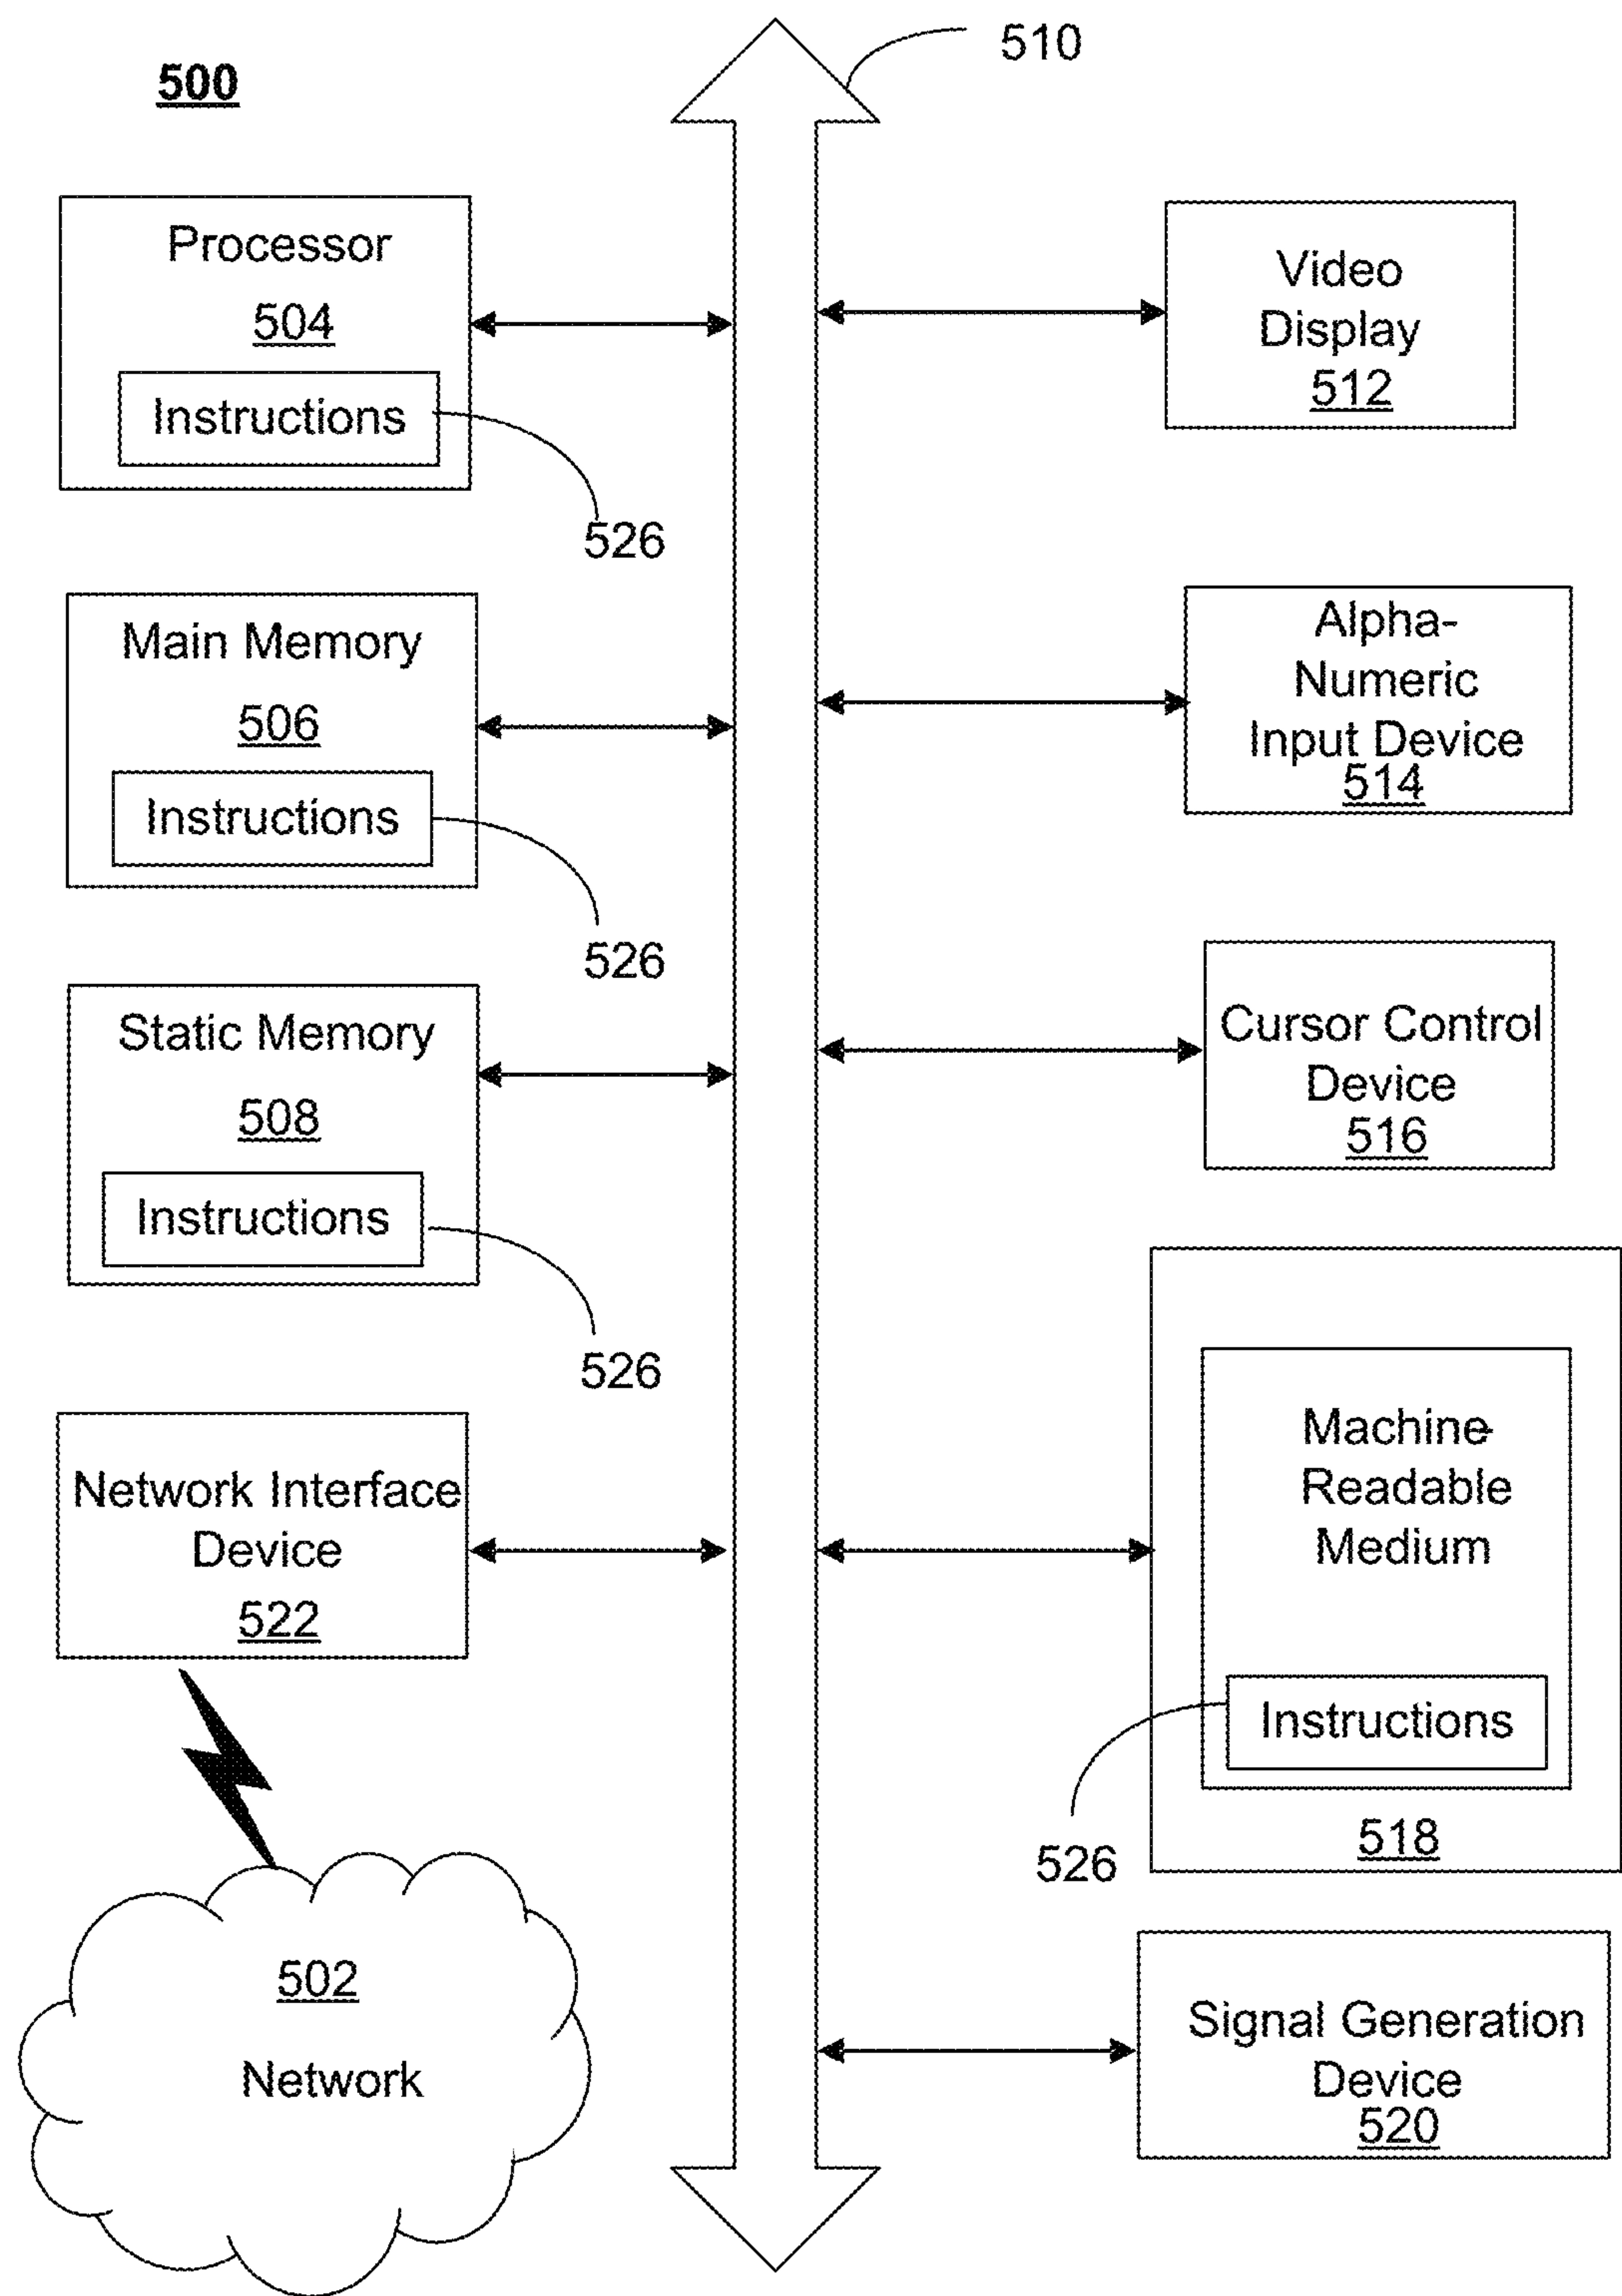 500
510
Processor
504
Instructions
526
Main Memory
506
Instructions
526
Static Memory
508
Instructions
526
Network Interface
Device
522
502
Network
Video
Display
512
Alpha-
Numeric
Input Device
514
Cursor Control
Device
516
Machine-
Readable
Medium
Instructions
526
518
Signal Generation
Device
520